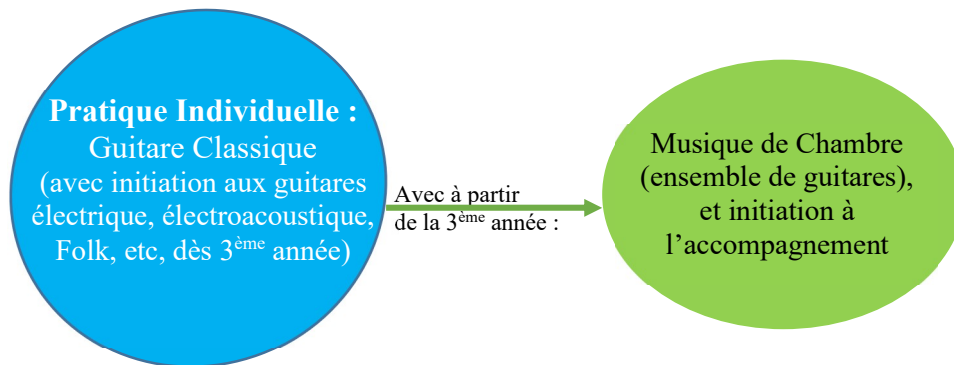 Pratique Individuelle :
Guitare Classique
(avec initiation aux guitares
électrique, électroacoustique,
Folk, etc, dès 3ème année)
Avec à partir
de la 3ème année :
Musique de Chambre
(ensemble de guitares),
et initiation à
l’accompagnement